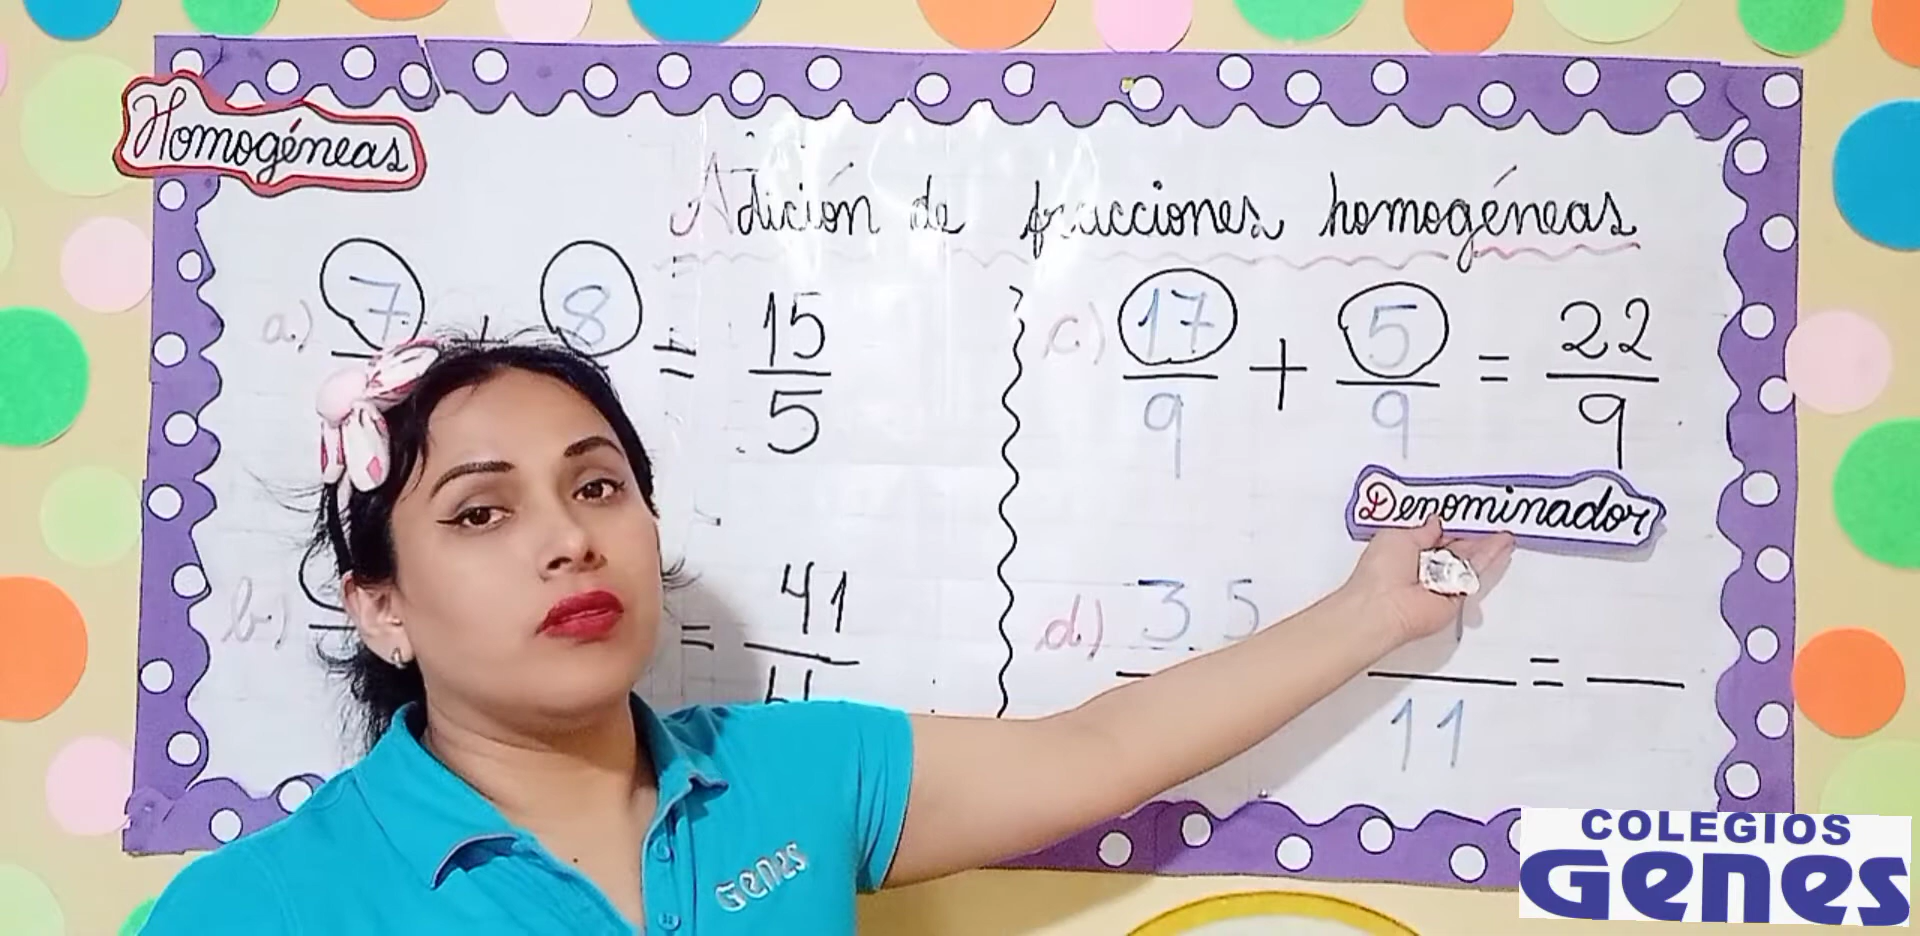 Homogéneas
Adición de fracciones homogéneas
a.) 7 + 8 = 15
5
c.) 17 + 5 = 22
9 9 9
Denominador
b.) = 41
d.) 35 =
11
Genes
COLEGIOS
Genes